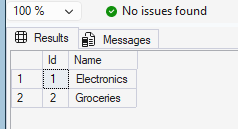 100 % No issues found
Results Messages
Id Name
1 1 Electronics
2 2 Groceries